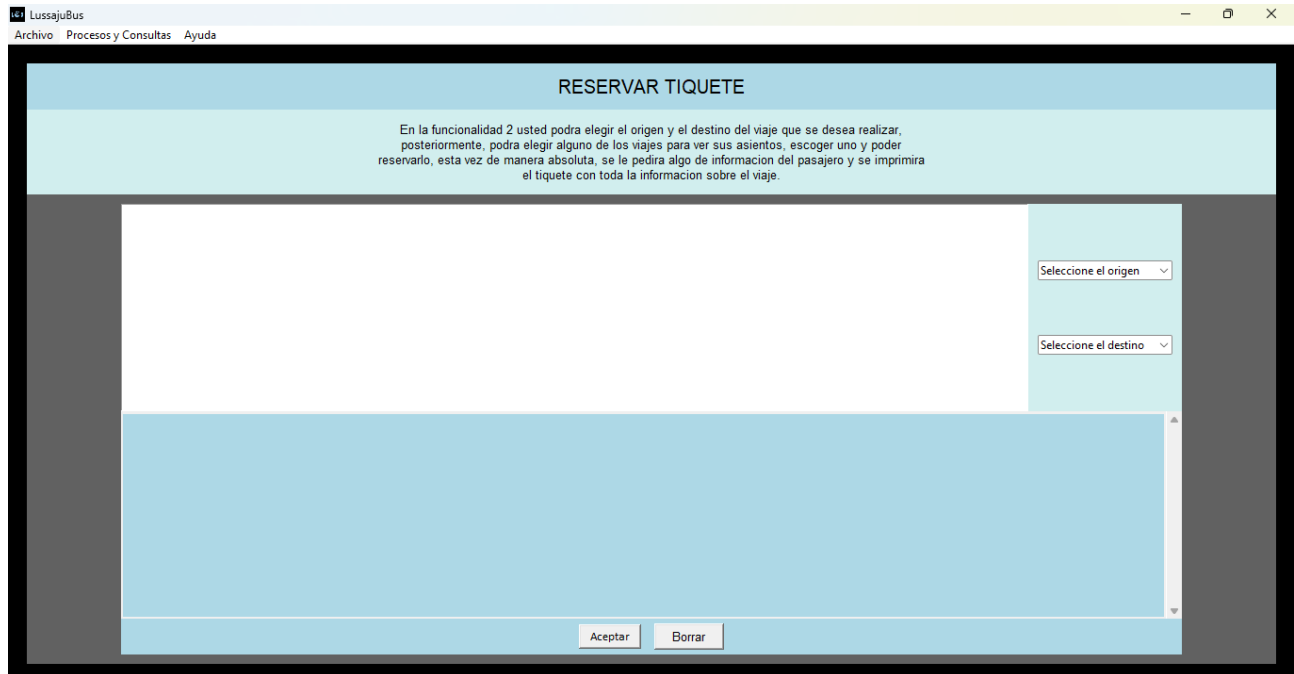 LussajuBus
Archivo Procesos y Consultas Ayuda
RESERVAR TIQUETE
En la funcionalidad 2 usted podra elegir el origen y el destino del viaje que se desea realizar,
posteriormente, podra elegir alguno de los viajes para ver sus asientos, escoger uno y poder
reservarlo, esta vez de manera absoluta, se le pedira algo de informacion del pasajero y se imprimira
el tiquete con toda la informacion sobre el viaje.
Seleccione el origen
Seleccione el destino
Aceptar Borrar